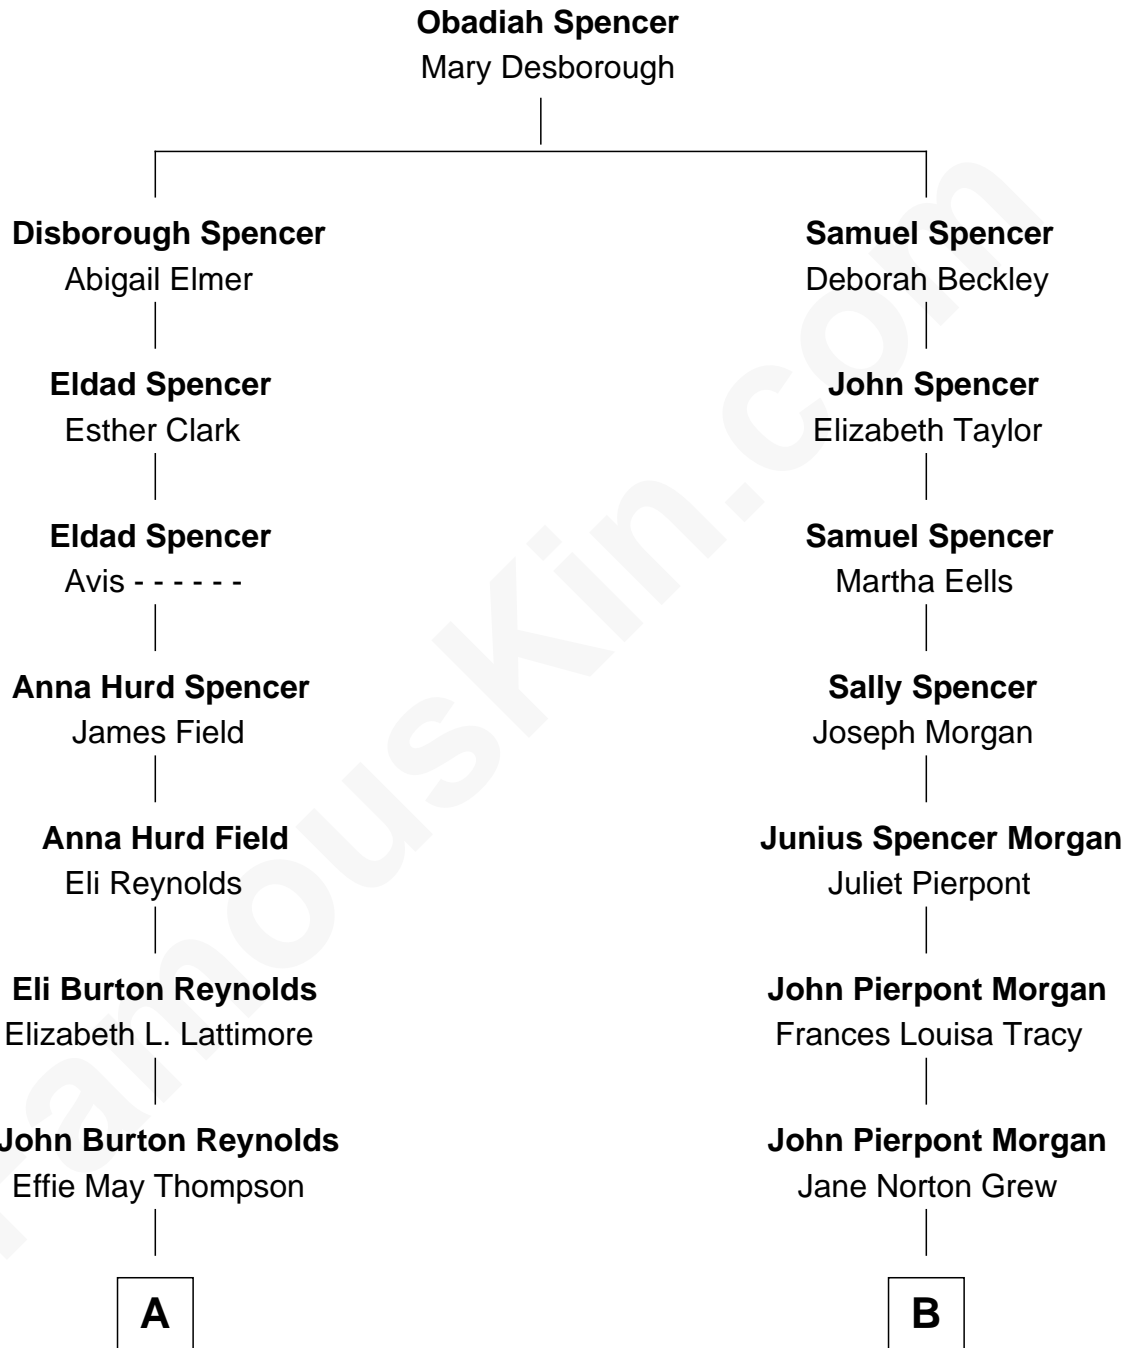 Obadiah Spencer
Mary Desborough
Disborough Spencer
Abigail Elmer
Samuel Spencer
Deborah Beckley
Eldad Spencer
Esther Clark
John Spencer
Elizabeth Taylor
Eldad Spencer
Avis - - - - - -
Samuel Spencer
Martha Eells
Anna Hurd Spencer
James Field
Sally Spencer
Joseph Morgan
Anna Hurd Field
Eli Reynolds
Junius Spencer Morgan
Juliet Pierpont
Eli Burton Reynolds
Elizabeth L. Lattimore
John Pierpont Morgan
Frances Louisa Tracy
John Burton Reynolds
Effie May Thompson
John Pierpont Morgan
Jane Norton Grew
A
B
FamousKin.com